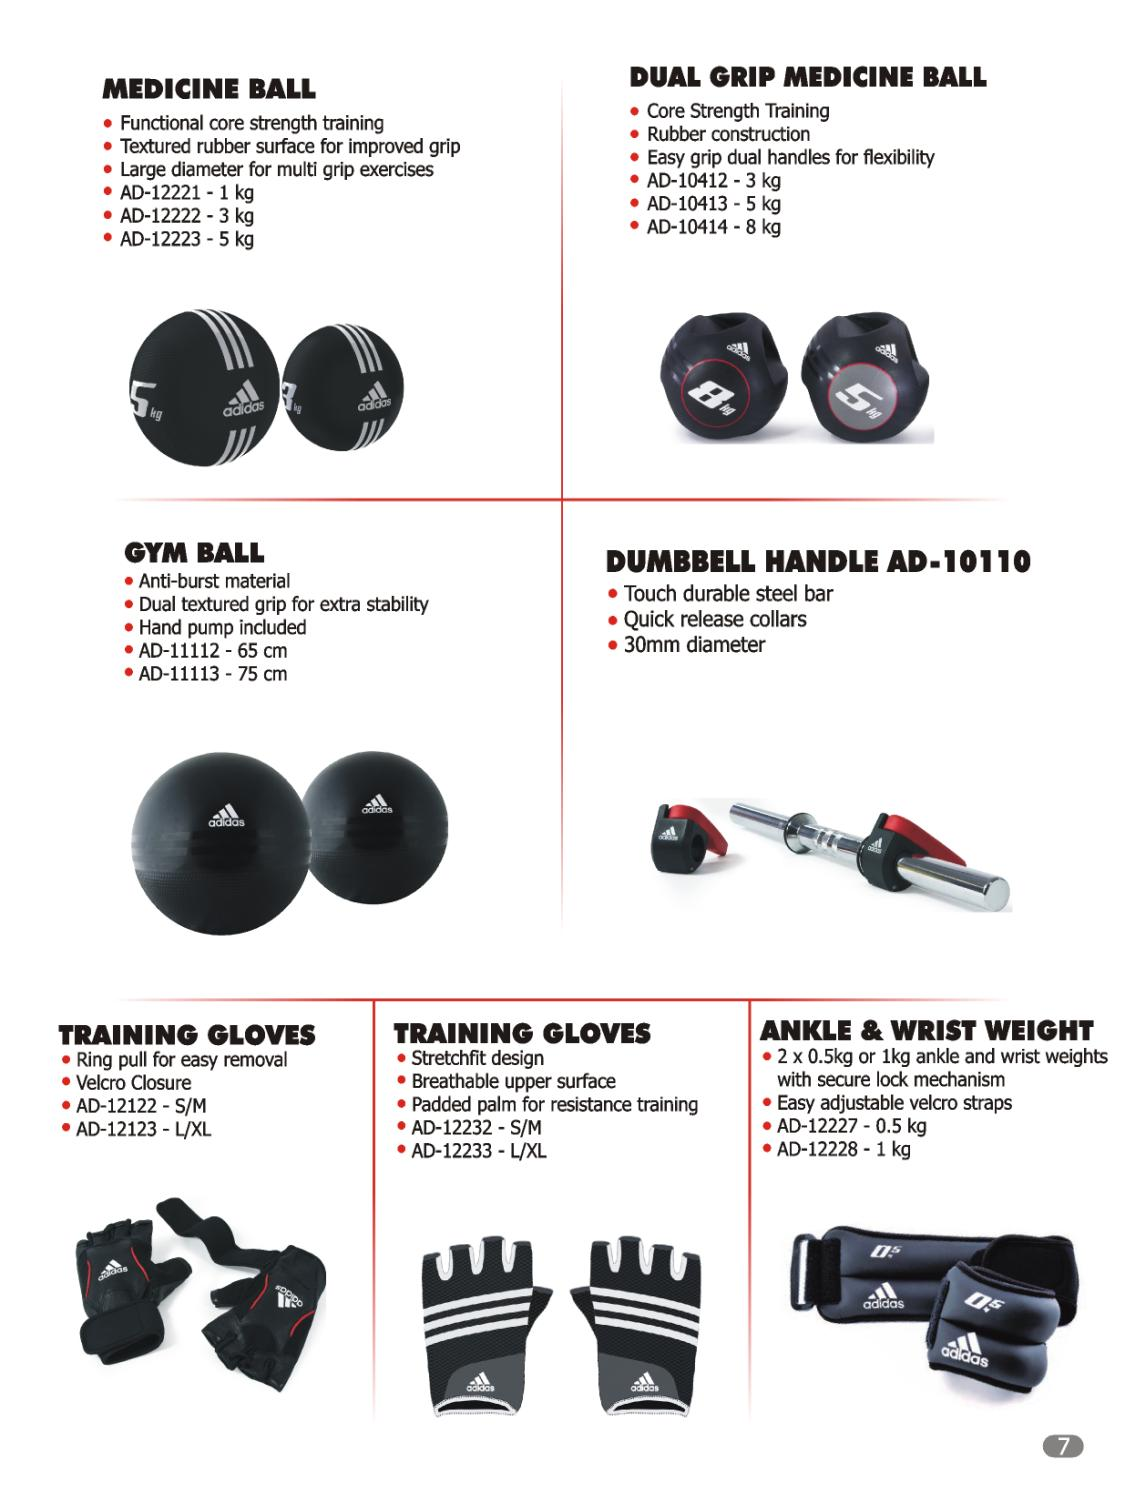 MEDICINE BALL
Functional core strength training
Textured rubber surface for improved grip
Large diameter for multi grip exercises
AD-12221 - 1 kg
AD-12222 - 3 kg
AD-12223 - 5 kg
5 kg
adidas
3 kg
adidas
DUAL GRIP MEDICINE BALL
Core Strength Training
Rubber construction
Easy grip dual handles for flexibility
AD-10412 - 3 kg
AD-10413 - 5 kg
AD-10414 - 8 kg
adidas
8 kg
adidas
5 kg
GYM BALL
Anti-burst material
Dual textured grip for extra stability
Hand pump included
AD-11112 - 65 cm
AD-11113 - 75 cm
adidas
adidas
DUMBBELL HANDLE AD-10110
Touch durable steel bar
Quick release collars
30mm diameter
adidas
adidas
TRAINING GLOVES
Ring pull for easy removal
Velcro Closure
AD-12122 - S/M
AD-12123 - L/XL
adidas
adidas
TRAINING GLOVES
Stretchfit design
Breathable upper surface
Padded palm for resistance training
AD-12232 - S/M
AD-12233 - L/XL
adidas
adidas
ANKLE & WRIST WEIGHT
2 x 0.5kg or 1kg ankle and wrist weights
with secure lock mechanism
Easy adjustable velcro straps
AD-12227 - 0.5 kg
AD-12228 - 1 kg
0.5
adidas
0.5
adidas
7